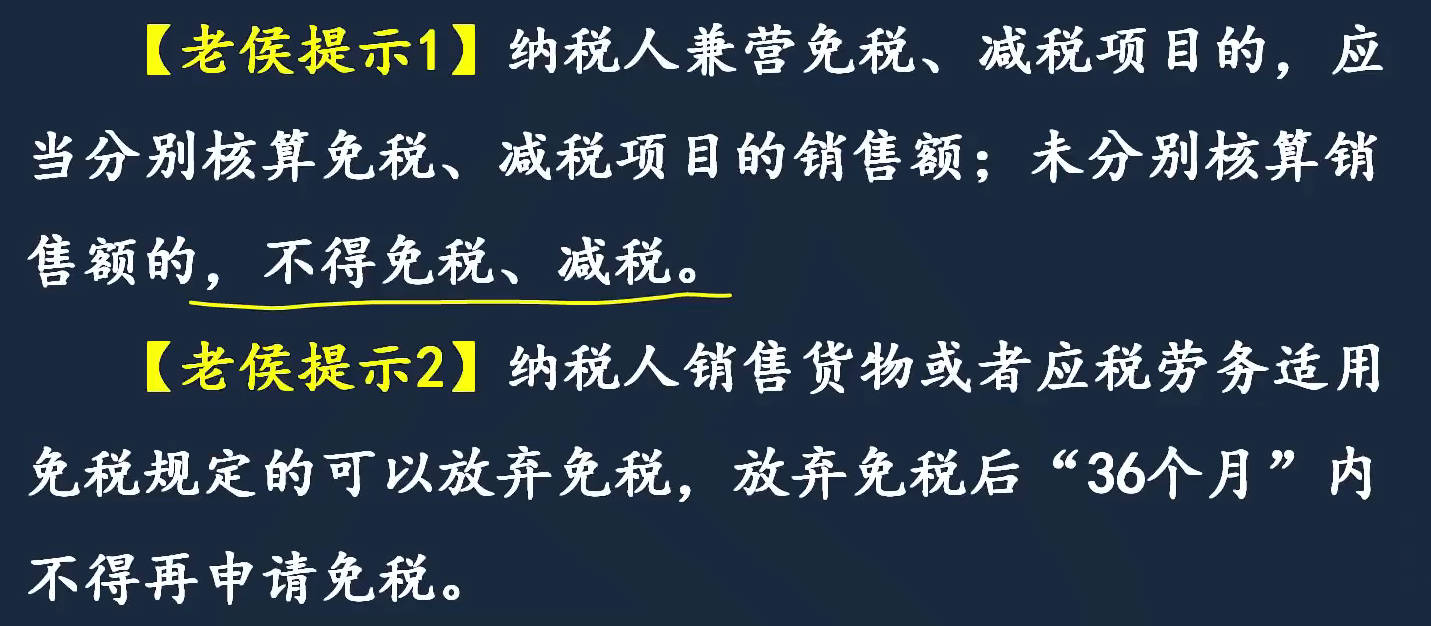 【老侯提示1】纳税人兼营免税、减税项目的，应
当分别核算免税、减税项目的销售额；未分别核算销
售额的，不得免税、减税。
【老侯提示2】纳税人销售货物或者应税劳务适用
免税规定的可以放弃免税，放弃免税后“36个月”内
不得再申请免税。